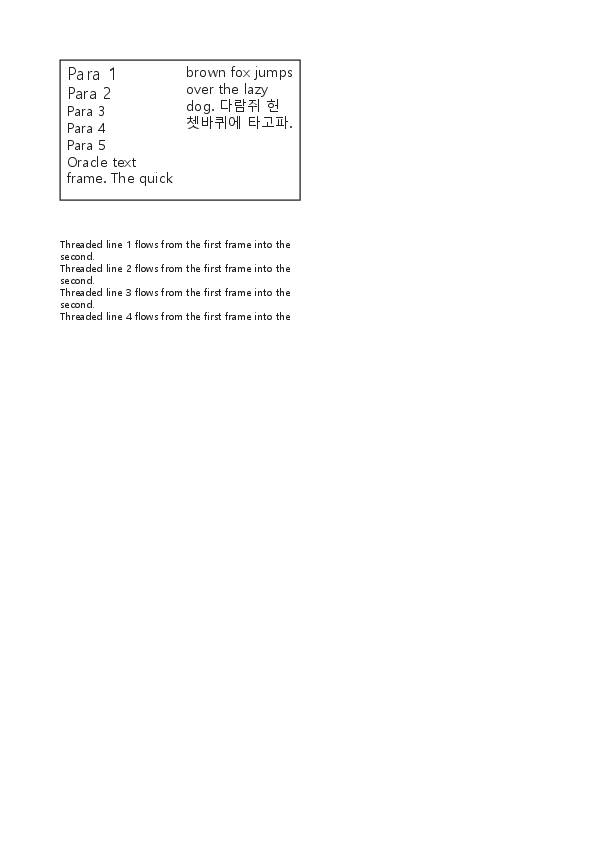 Para 1
Para 2
Para 3
Para 4
Para 5
Oracle text
frame. The quick
brown fox jumps
over the lazy
dog. 다람쥐 헌
쳇바퀴에 타고파.
Threaded line 1 flows from the first frame into the
second.
Threaded line 2 flows from the first frame into the
second.
Threaded line 3 flows from the first frame into the
second.
Threaded line 4 flows from the first frame into the